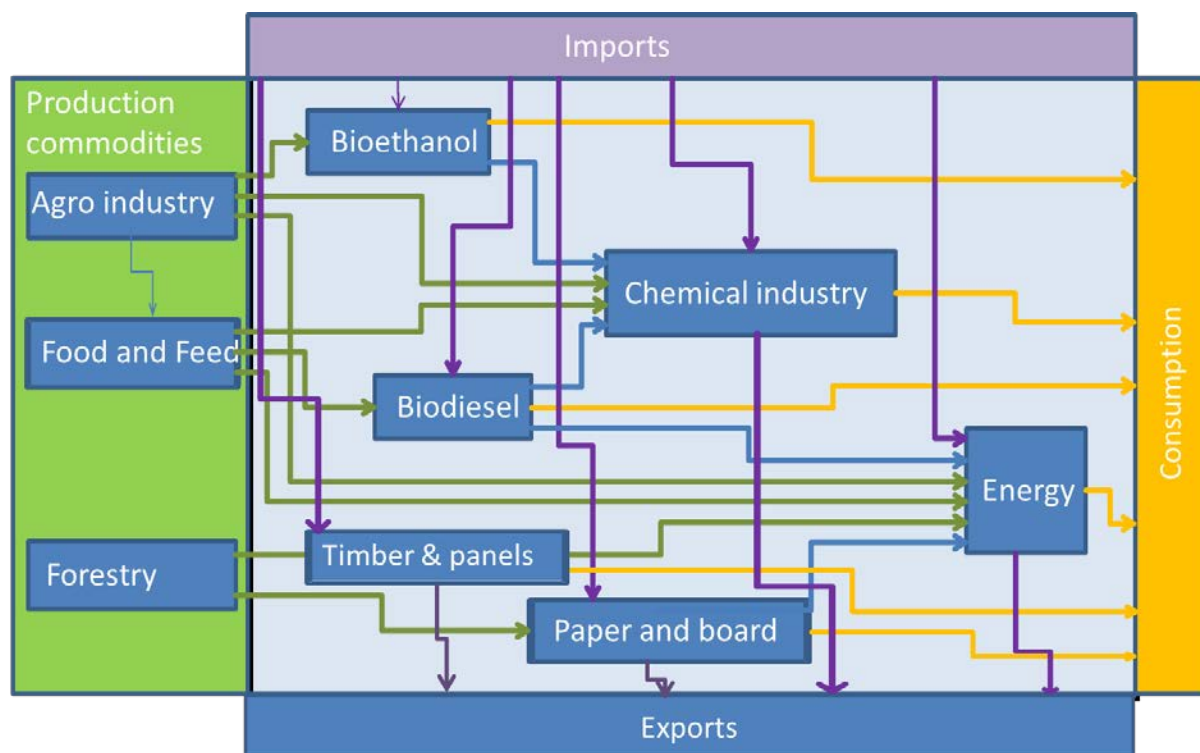 Imports
Production
commodities
Bioethanol
Agro industry
Chemical industry
Food and Feed
Biodiesel
Consumption
Energy
Timber & panels
Forestry
Paper and board
Exports